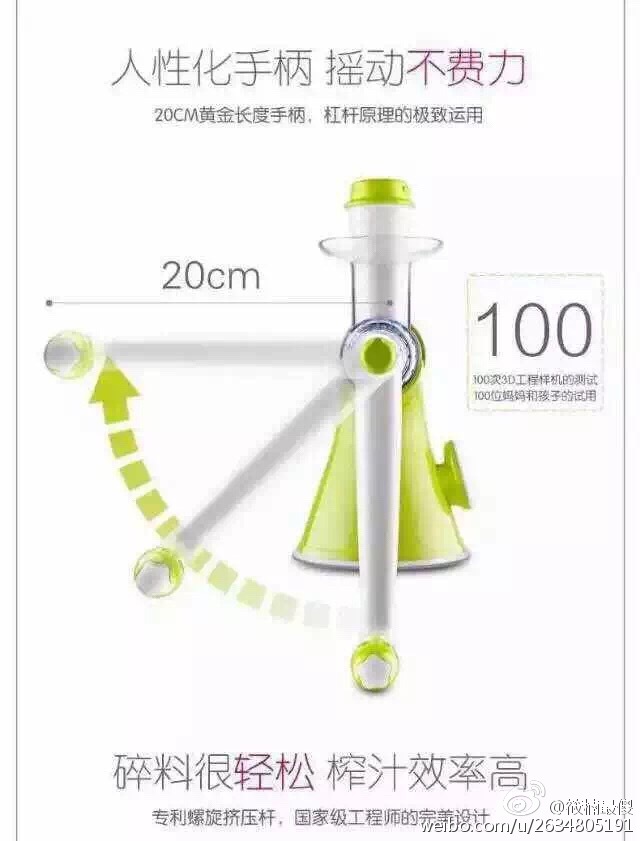 人性化手柄 摇动不费力
20CM黄金长度手柄，杠杆原理的极致运用
20cm
100
100次3D工程样机的测试
100位妈妈和孩子的试用
碎料很轻松 榨汁效率高
专利螺旋挤压杆，国家级工程师的完美设计
weibo.com/u/2634805191